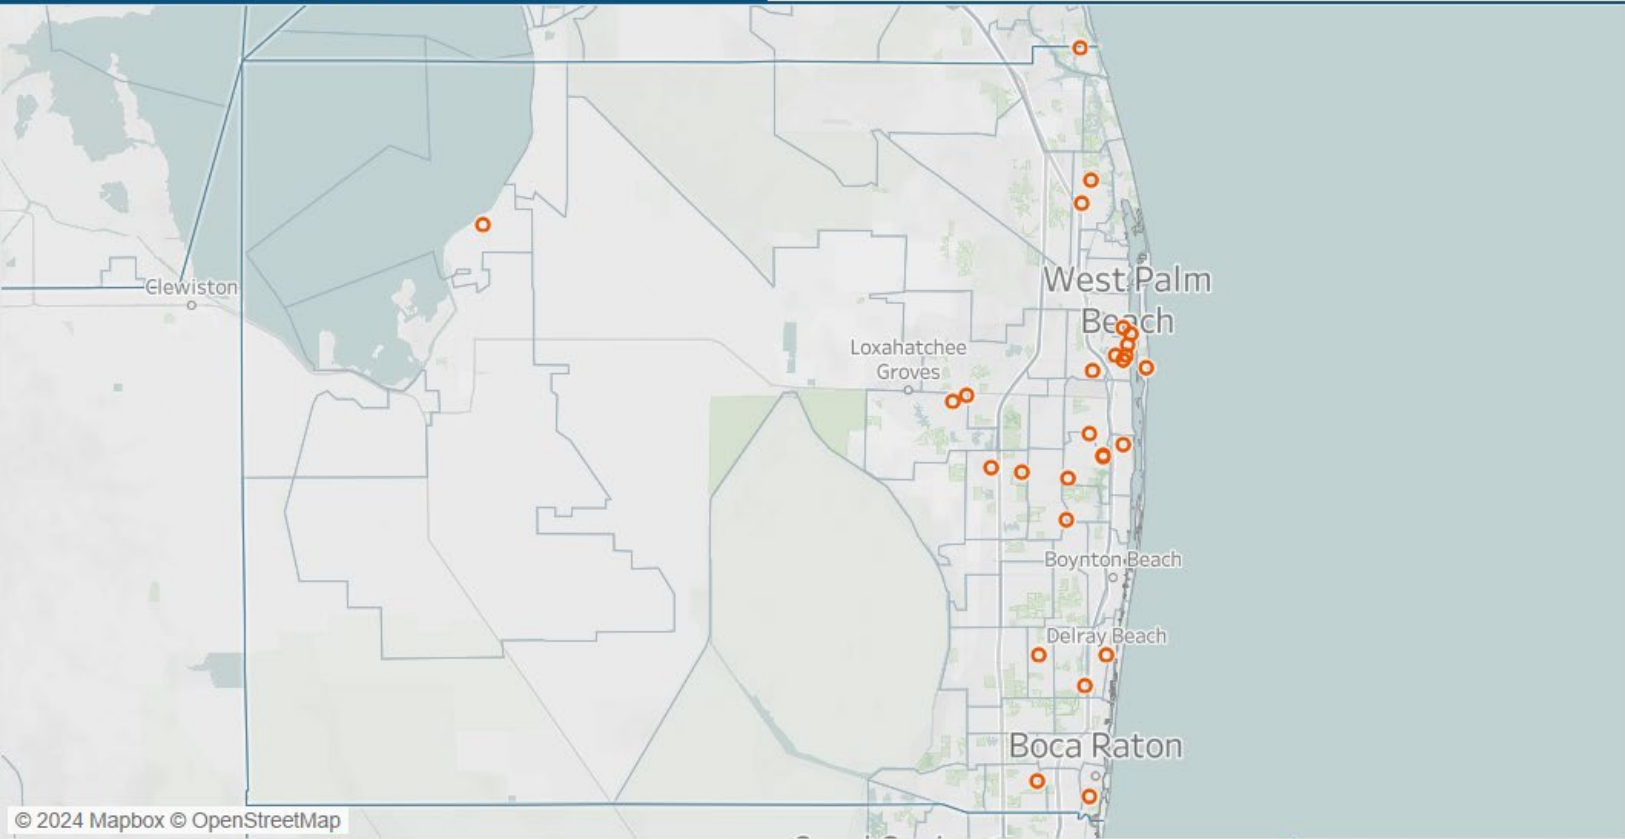 West Palm
Beach
Clewiston
Loxahatchee
Groves
Boynton Beach
Delray Beach
Boca Raton
© 2024 Mapbox © OpenStreetMap